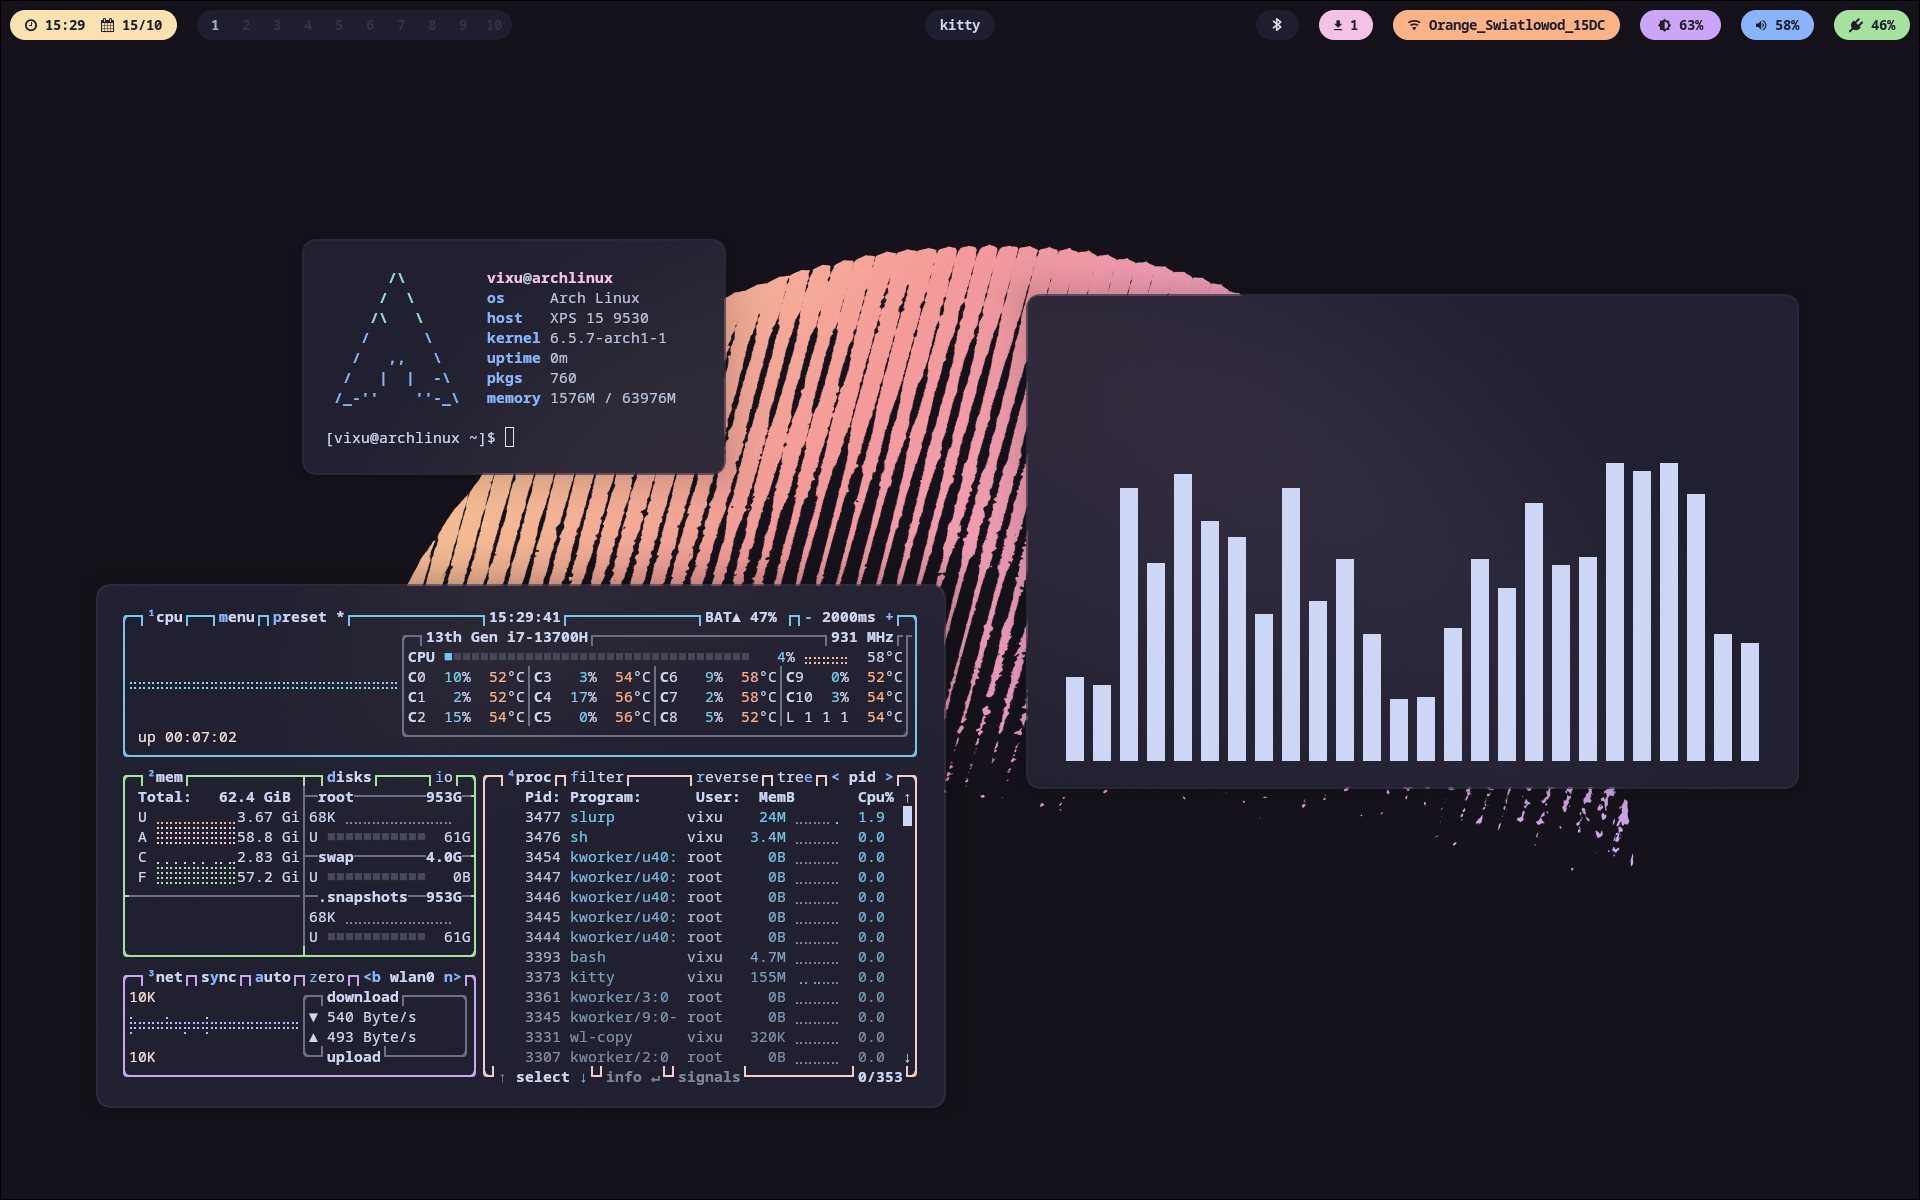 15:29 15/10 1 2 3 4 5 6 7 8 9 10 kitty 1 Orange_Swiatlowod_15DC 63% 58% 46%
vixu@archlinux
os Arch Linux
host XPS 15 9530
kernel 6.5.7-arch1-1
uptime 0m
pkgs 760
memory 1576M / 63976M
[vixu@archlinux ~]$
¹cpu menu preset * 15:29:41 BAT▲ 47% - 2000ms +
13th Gen i7-13700H 931 MHz
CPU 4% 58°C
C0 10% 52°C C3 3% 54°C C6 9% 58°C C9 0% 52°C
C1 2% 52°C C4 17% 56°C C7 2% 58°C C10 3% 54°C
C2 15% 54°C C5 0% 56°C C8 5% 52°C L 1 1 1 54°C
up 00:07:02
²mem disks io
Total: 62.4 GiB root 953G
U 3.67 Gi 68K
A 58.8 Gi U 61G
C 2.83 Gi swap 4.0G
F 57.2 Gi U 0B
.snapshots 953G
68K
U 61G
³net sync auto zero <b wlan0 n>
10K download
▼ 540 Byte/s
▲ 493 Byte/s
10K upload
⁴proc filter reverse tree < pid >
Pid: Program: User: MemB Cpu% ↑
3477 slurp vixu 24M 1.9
3476 sh vixu 3.4M 0.0
3454 kworker/u40: root 0B 0.0
3447 kworker/u40: root 0B 0.0
3446 kworker/u40: root 0B 0.0
3445 kworker/u40: root 0B 0.0
3444 kworker/u40: root 0B 0.0
3393 bash vixu 4.7M 0.0
3373 kitty vixu 155M 0.0
3361 kworker/3:0 root 0B 0.0
3345 kworker/9:0- root 0B 0.0
3331 wl-copy vixu 320K 0.0
3307 kworker/2:0 root 0B 0.0 ↓
↑ select ↓ info ↵ signals 0/353